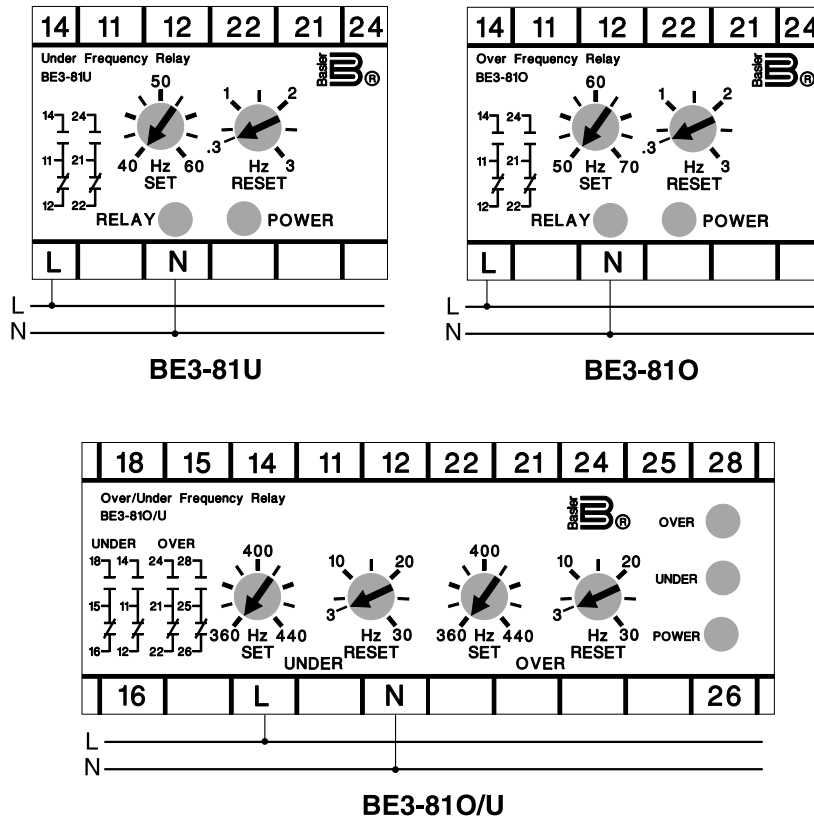 14 11 12 22 21 24
Under Frequency Relay
BE3-81U
Basler
B ®
50
40 Hz 60
SET
1 2
.3
Hz 3
RESET
14 24
11 21
12 22
RELAY POWER
L N
L
N
BE3-81U
14 11 12 22 21 24
Over Frequency Relay
BE3-81O
Basler
B ®
60
50 Hz 70
SET
1 2
.3
Hz 3
RESET
14 24
11 21
12 22
RELAY POWER
L N
L
N
BE3-81O
18 15 14 11 12 22 21 24 25 28
Over/Under Frequency Relay
BE3-81O/U
Basler
B ®
OVER
UNDER
POWER
UNDER OVER
18 14 24 28
15 11 21 25
16 12 22 26
400
360 Hz 440
SET
10 20
3
Hz 30
RESET
UNDER
400
360 Hz 440
SET
10 20
3
Hz 30
RESET
OVER
16 L N 26
L
N
BE3-81O/U